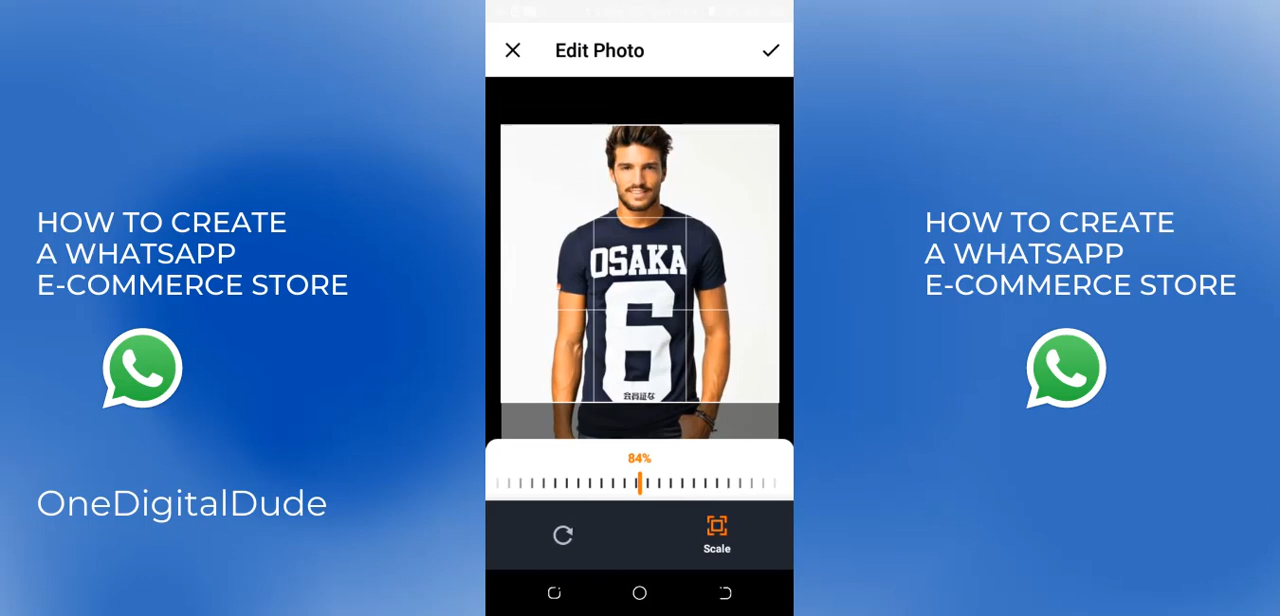 HOW TO CREATE
A WHATSAPP
E-COMMERCE STORE
OneDigitalDude
Edit Photo
OSAKA
6
84%
Scale
HOW TO CREATE
A WHATSAPP
E-COMMERCE STORE